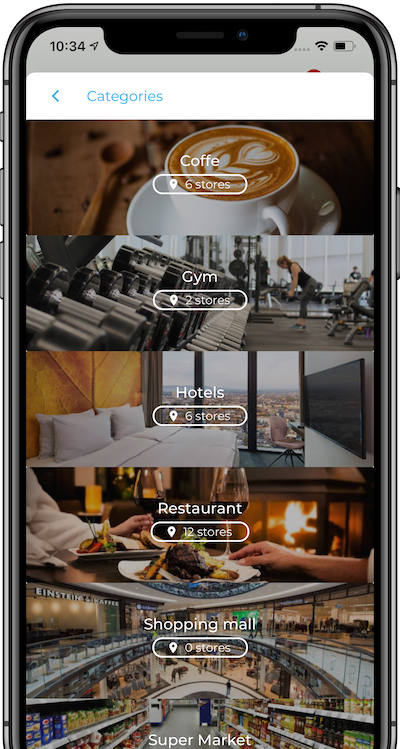 10:34
Categories
Coffe
6 stores
Gym
2 stores
Hotels
6 stores
Restaurant
12 stores
EINSTEIN KAFFEE
Shopping mall
0 stores
Super Market